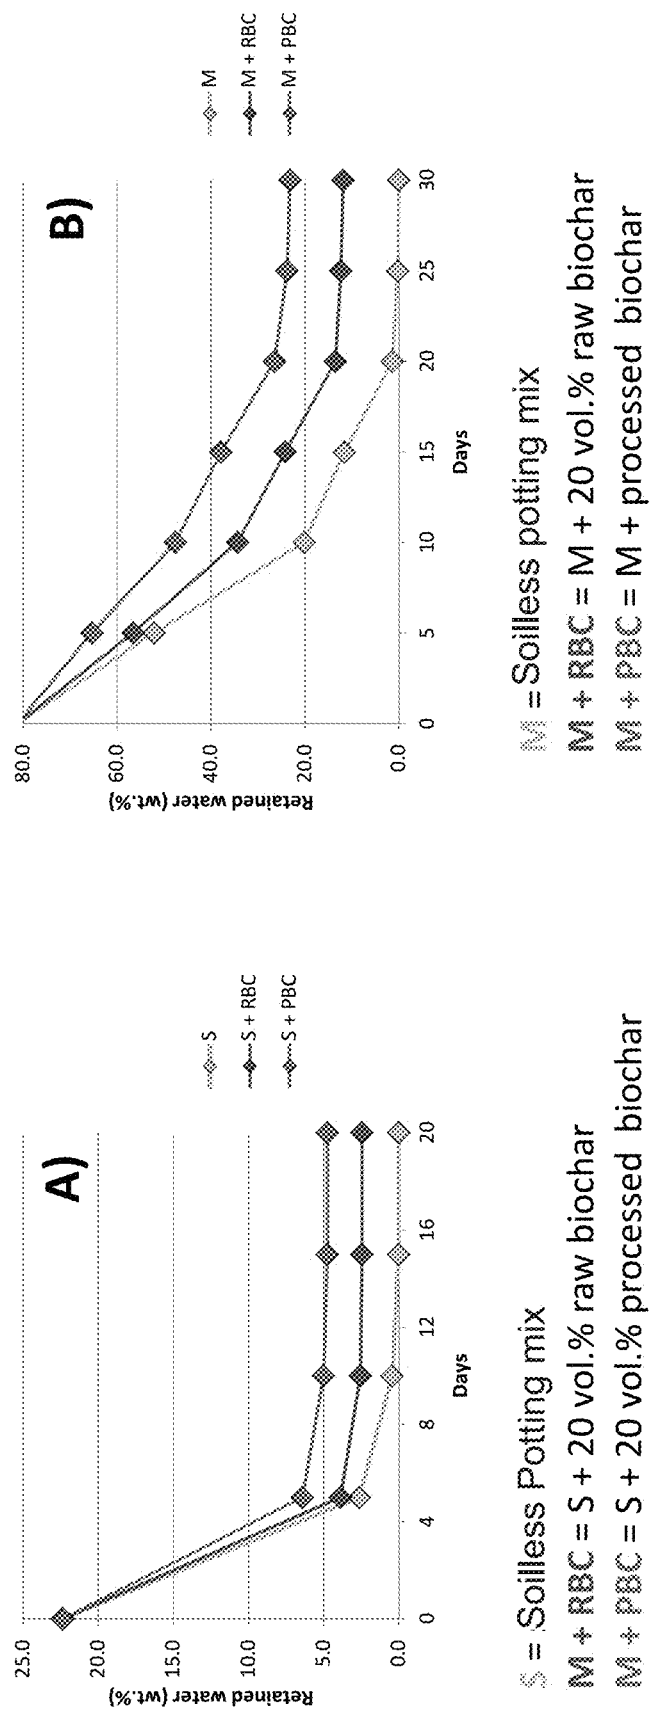 A)
25.0
20.0
15.0
10.0
5.0
0.0
Retained water (wt.%)
0
4
8
12
16
20
Days
S
S + RBC
S + PBC
S = Soilless Potting mix
M + RBC = S + 20 vol.% raw biochar
M + PBC = S + 20 vol.% processed biochar
B)
80.0
60.0
40.0
20.0
0.0
Retained water (wt.%)
0
5
10
15
20
25
30
Days
M
M + RBC
M + PBC
M = Soilless potting mix
M + RBC = M + 20 vol.% raw biochar
M + PBC = M + processed biochar